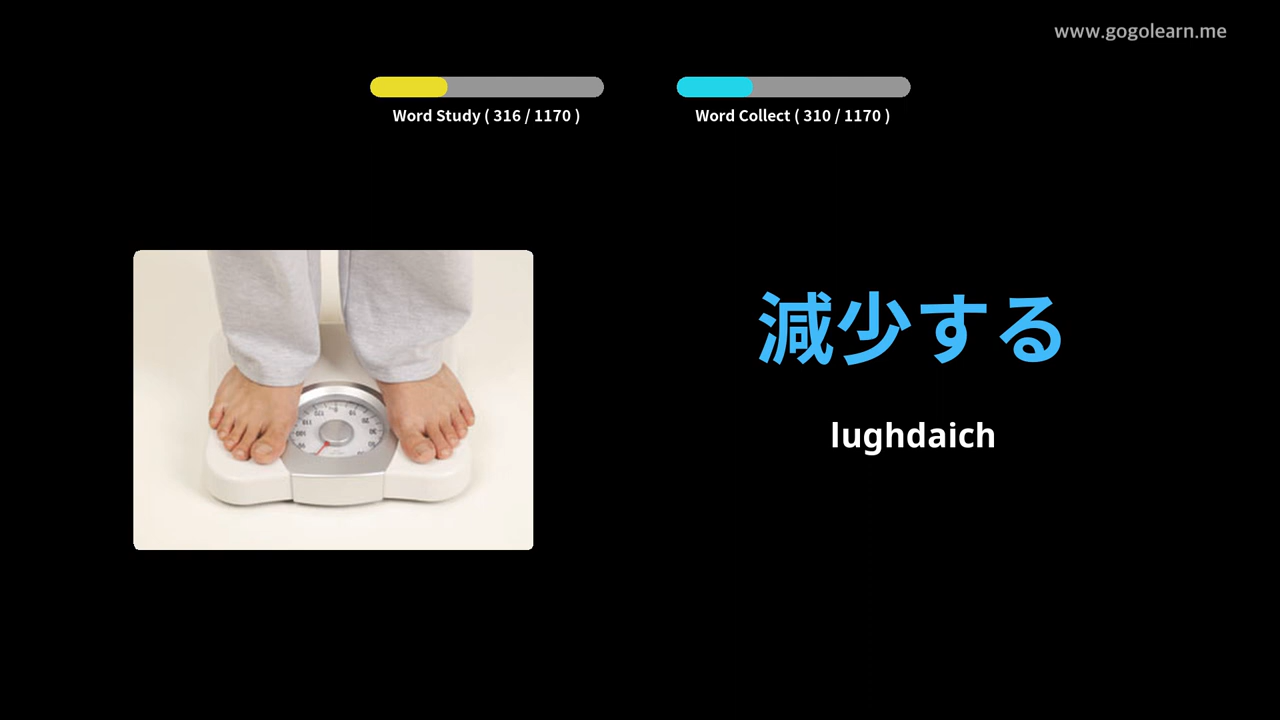 www.gogolearn.me
Word Study ( 316 / 1170 )
Word Collect ( 310 / 1170 )
減少する
lughdaich